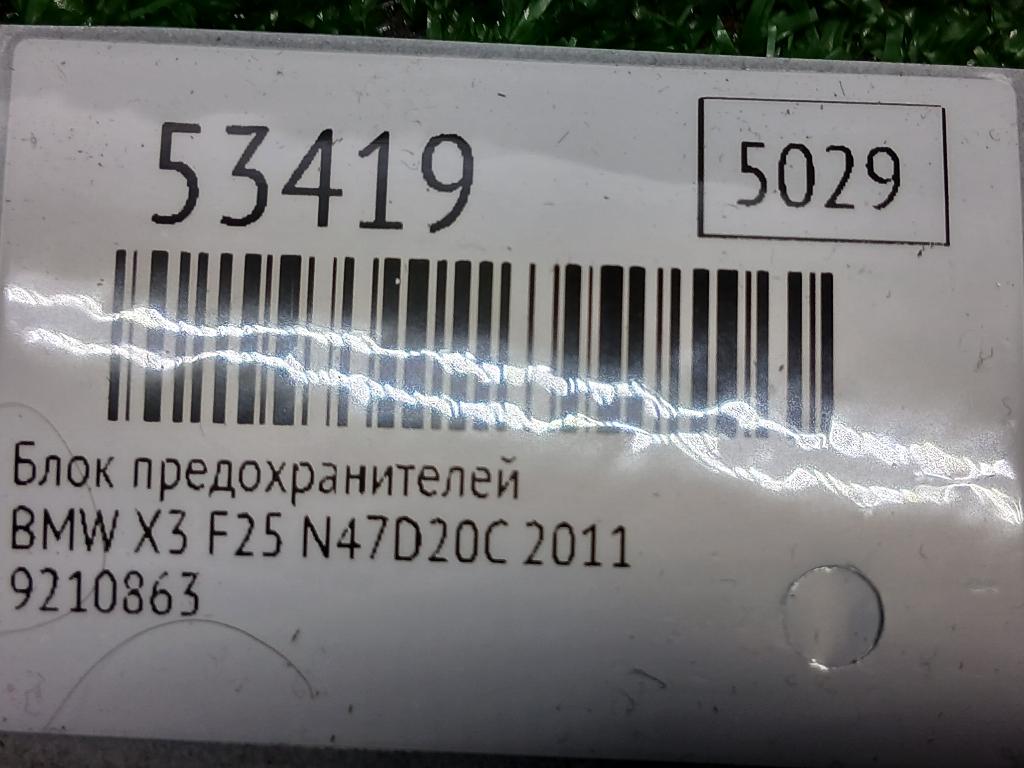 53419
5029
Блок предохранителей
BMW X3 F25 N47D20C 2011
9210863